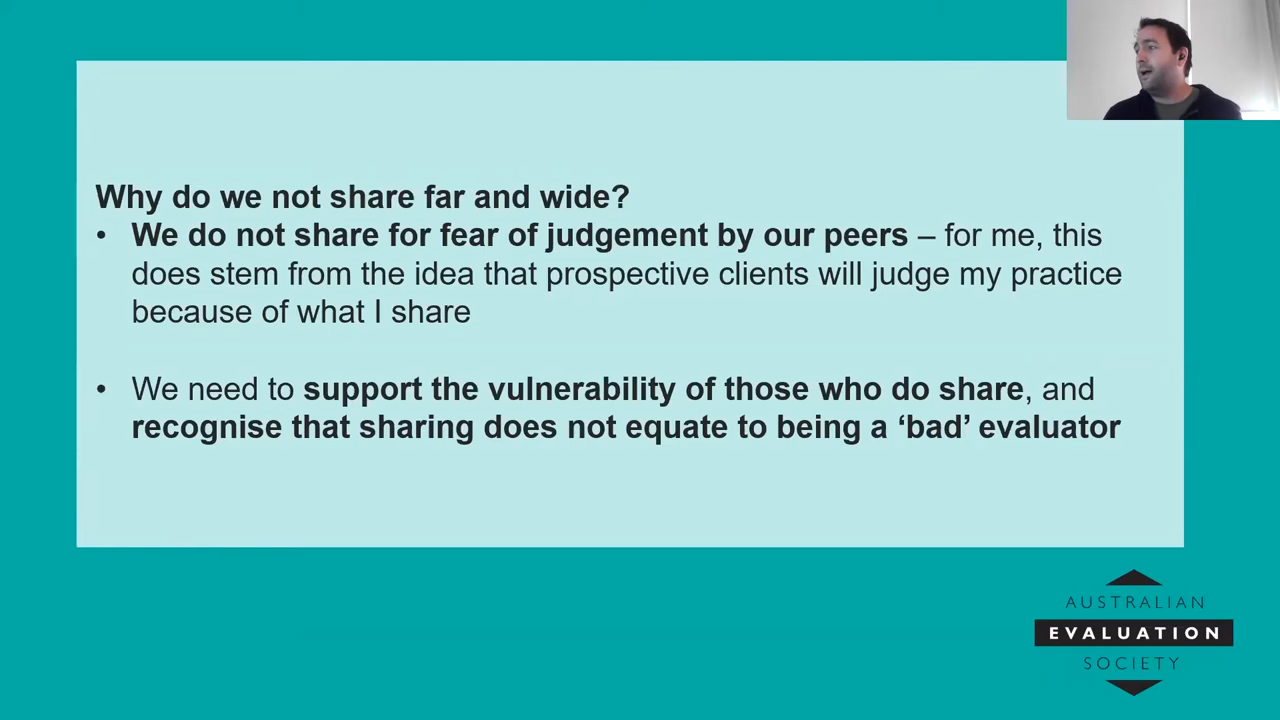 Why do we not share far and wide?
• We do not share for fear of judgement by our peers – for me, this
does stem from the idea that prospective clients will judge my practice
because of what I share
• We need to support the vulnerability of those who do share, and
recognise that sharing does not equate to being a ‘bad’ evaluator
AUSTRALIAN
EVALUATION
SOCIETY